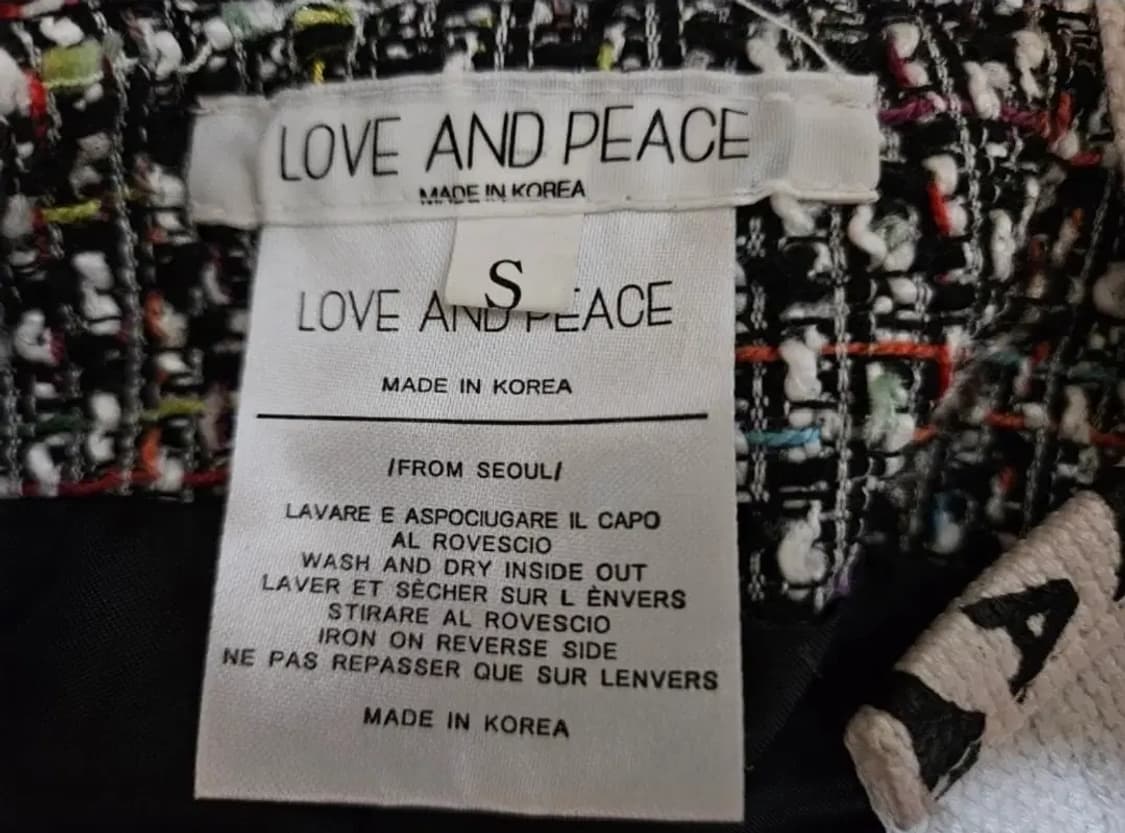 LOVE AND PEACE
MADE IN KOREA
S
LOVE AND PEACE
MADE IN KOREA
/FROM SEOUL/
LAVARE E ASPOCIUGARE IL CAPO
AL ROVESCIO
WASH AND DRY INSIDE OUT
LAVER ET SÈCHER SUR L ÈNVERS
STIRARE AL ROVESCIO
IRON ON REVERSE SIDE
NE PAS REPASSER QUE SUR LENVERS
MADE IN KOREA
A